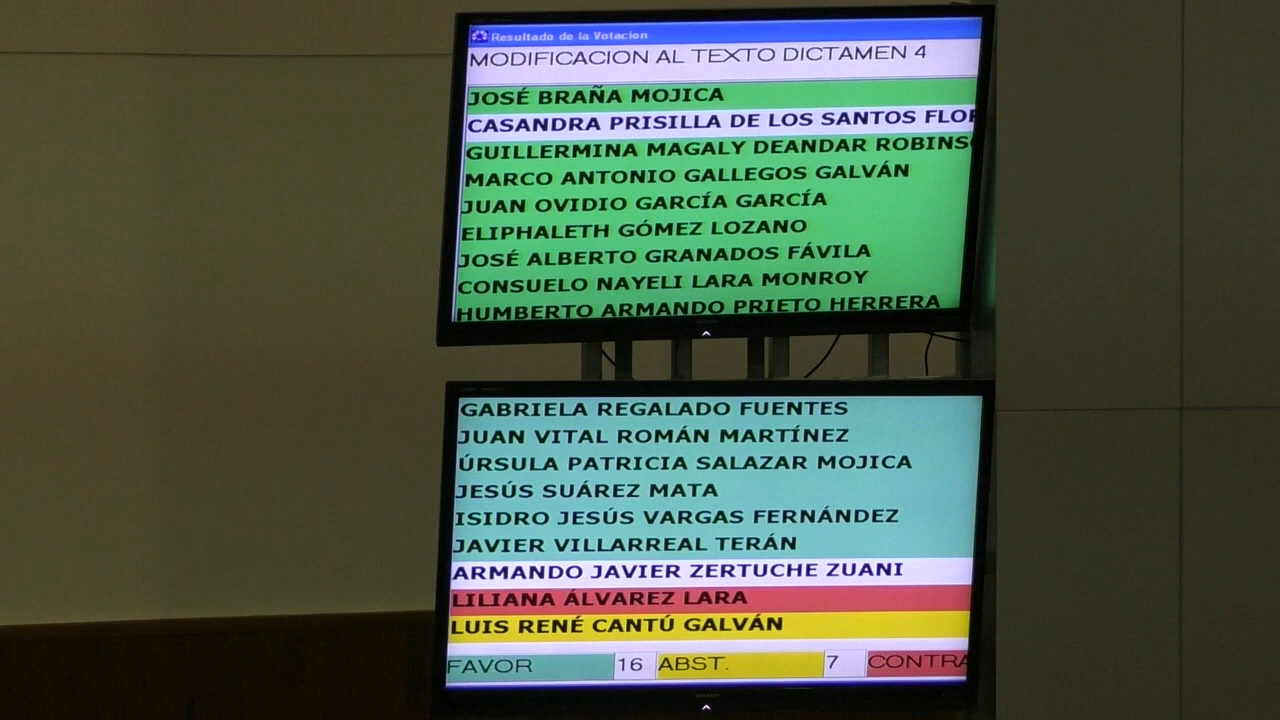 Resultado de la Votacion
MODIFICACION AL TEXTO DICTAMEN 4
JOSÉ BRAÑA MOJICA
CASANDRA PRISILLA DE LOS SANTOS FLOR
GUILLERMINA MAGALY DEANDAR ROBINSO
MARCO ANTONIO GALLEGOS GALVÁN
JUAN OVIDIO GARCÍA GARCÍA
ELIPHALETH GÓMEZ LOZANO
JOSÉ ALBERTO GRANADOS FÁVILA
CONSUELO NAYELI LARA MONROY
HUMBERTO ARMANDO PRIETO HERRERA
GABRIELA REGALADO FUENTES
JUAN VITAL ROMÁN MARTÍNEZ
ÚRSULA PATRICIA SALAZAR MOJICA
JESÚS SUÁREZ MATA
ISIDRO JESÚS VARGAS FERNÁNDEZ
JAVIER VILLARREAL TERÁN
ARMANDO JAVIER ZERTUCHE ZUANI
LILIANA ÁLVAREZ LARA
LUIS RENÉ CANTÚ GALVÁN
FAVOR 16 ABST. 7 CONTRA